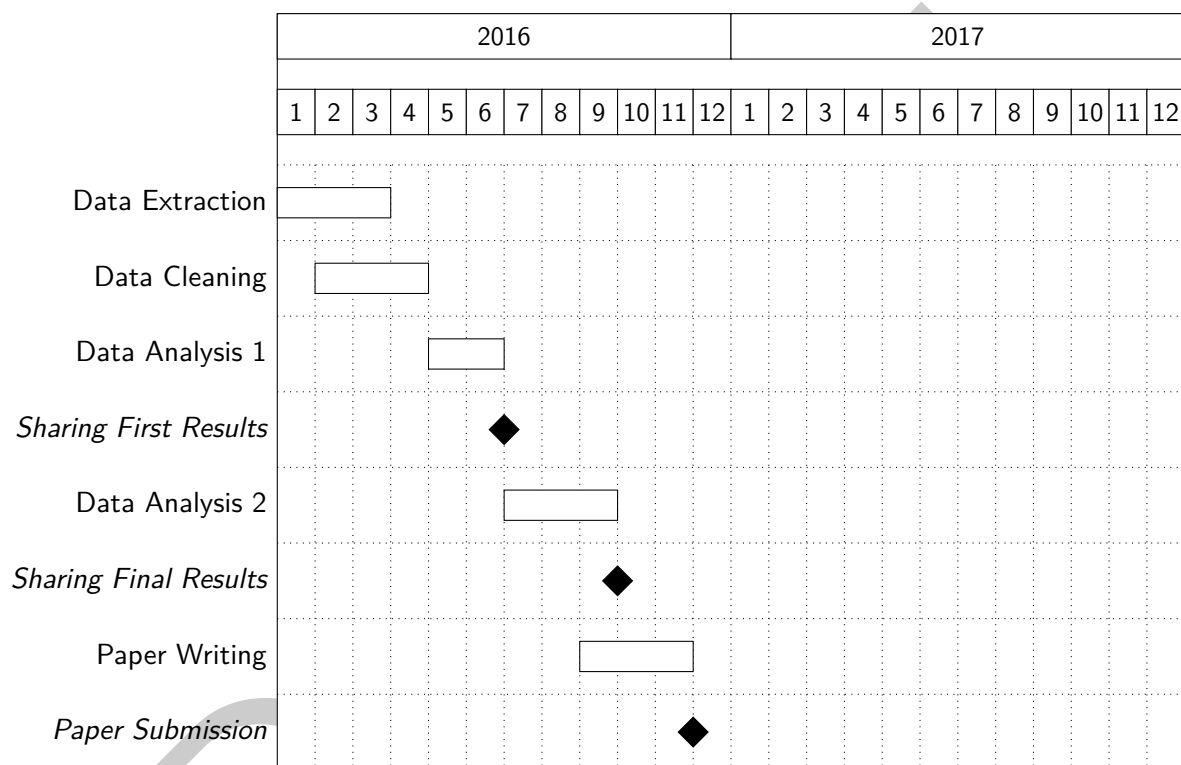 2016 2017
1 2 3 4 5 6 7 8 9 10 11 12 1 2 3 4 5 6 7 8 9 10 11 12
Data Extraction
Data Cleaning
Data Analysis 1
Sharing First Results
Data Analysis 2
Sharing Final Results
Paper Writing
Paper Submission